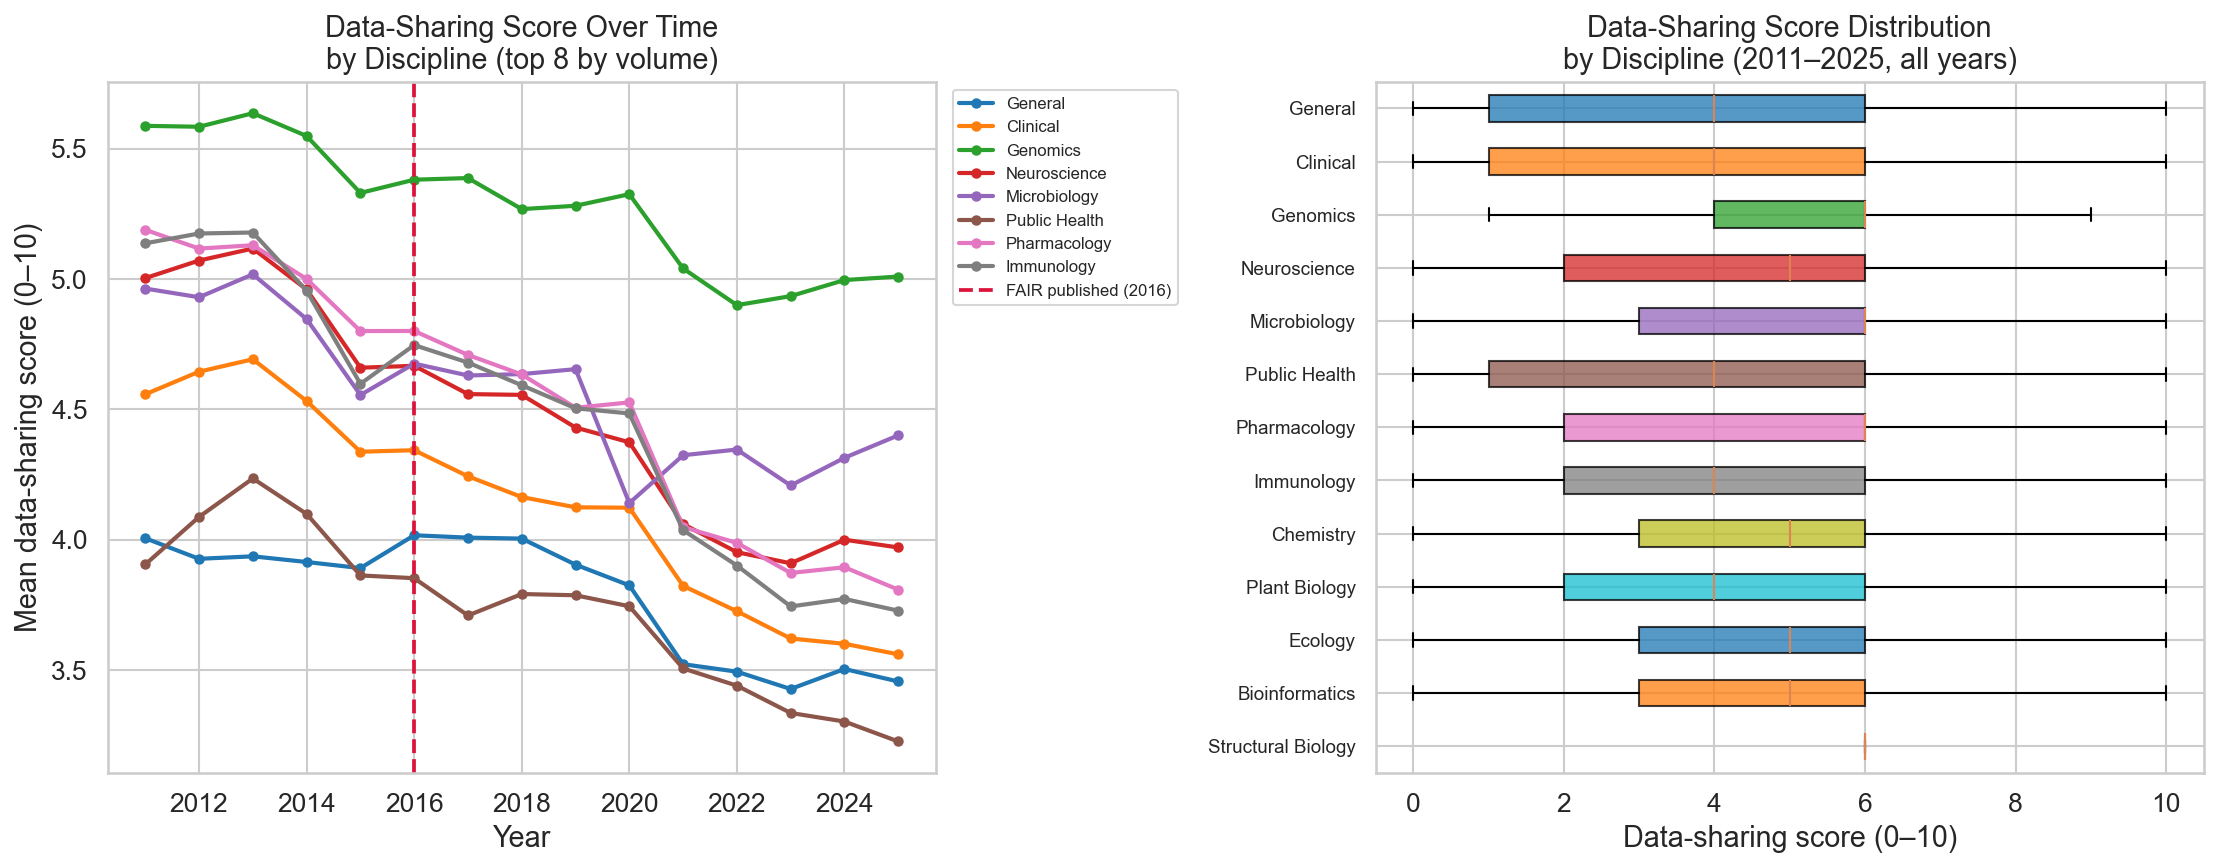 Data-Sharing Score Over Time
by Discipline (top 8 by volume)
Mean data-sharing score (0–10)
5.5
5.0
4.5
4.0
3.5
2012
2014
2016
2018
2020
2022
2024
Year
General
Clinical
Genomics
Neuroscience
Microbiology
Public Health
Pharmacology
Immunology
FAIR published (2016)
Data-Sharing Score Distribution
by Discipline (2011–2025, all years)
General
Clinical
Genomics
Neuroscience
Microbiology
Public Health
Pharmacology
Immunology
Chemistry
Plant Biology
Ecology
Bioinformatics
Structural Biology
0
2
4
6
8
10
Data-sharing score (0–10)